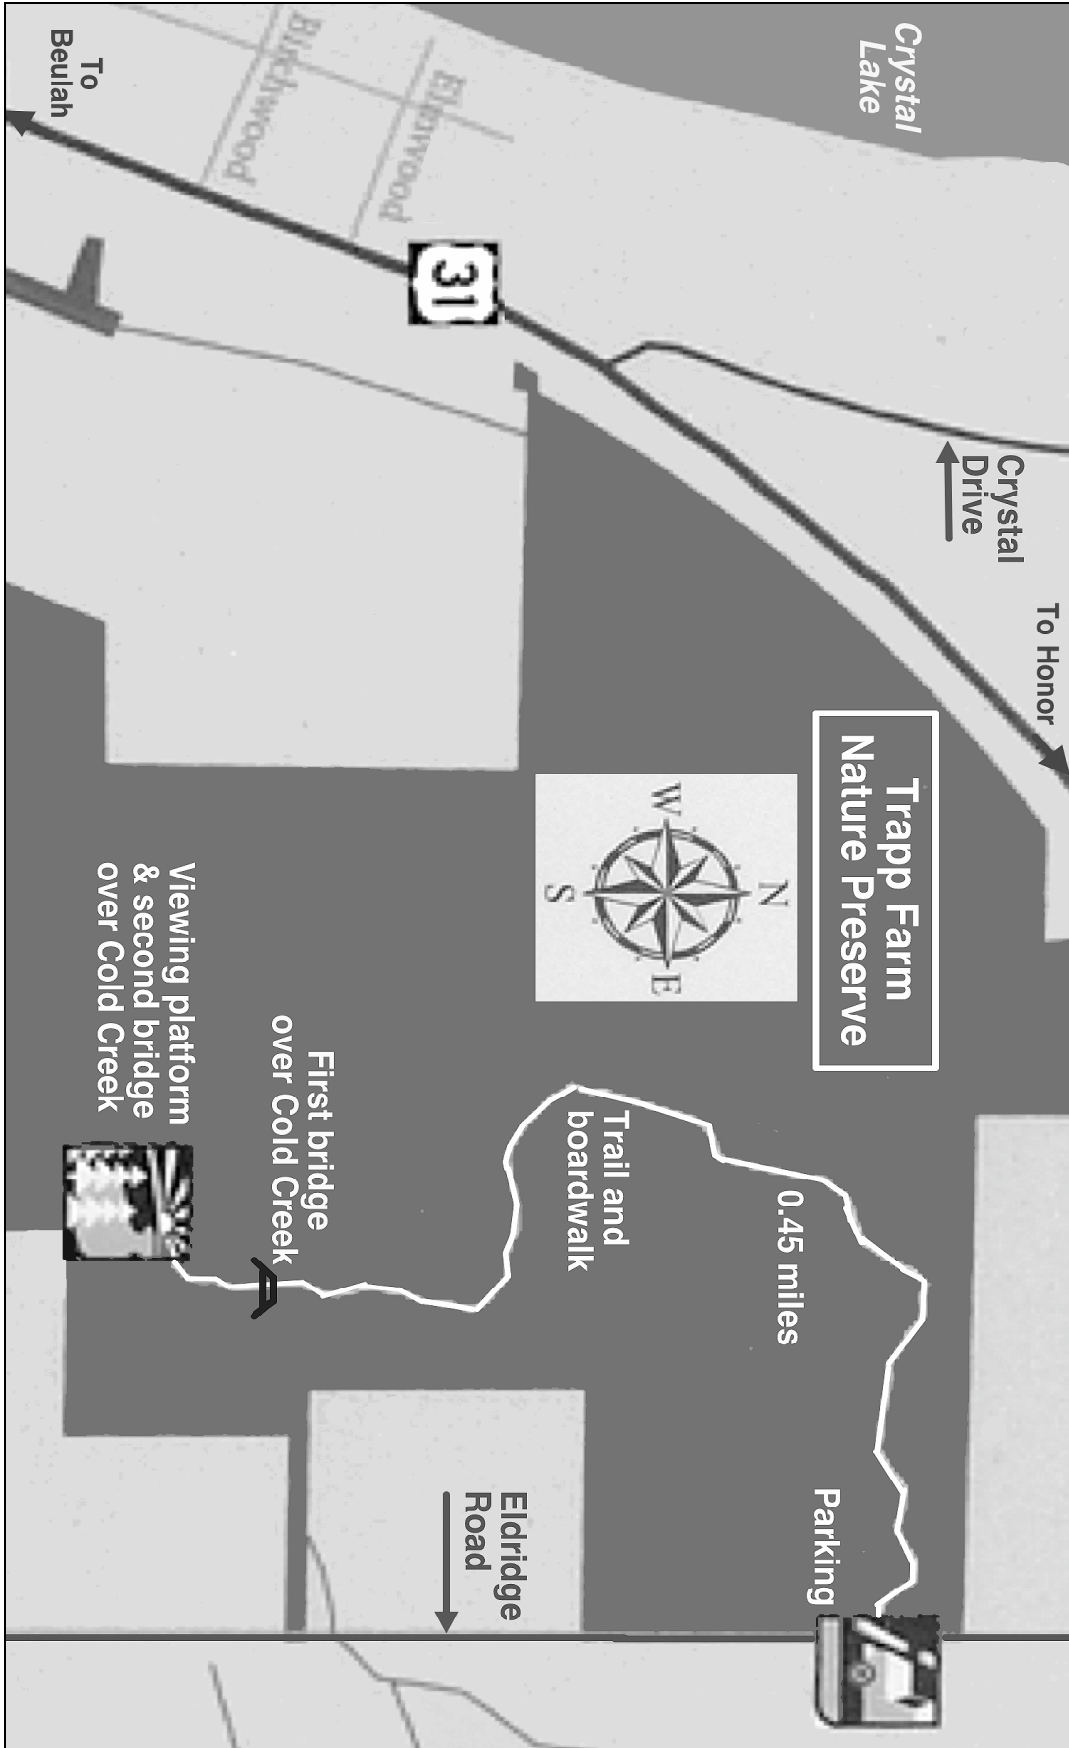 Crystal
Lake
To
Beulah
Birchwood
Elmwood
31
Crystal
Drive
To Honor
Trapp Farm
Nature Preserve
N
W
E
S
Viewing platform
& second bridge
over Cold Creek
First bridge
over Cold Creek
Trail and
boardwalk
0.45 miles
Parking
Eldridge
Road